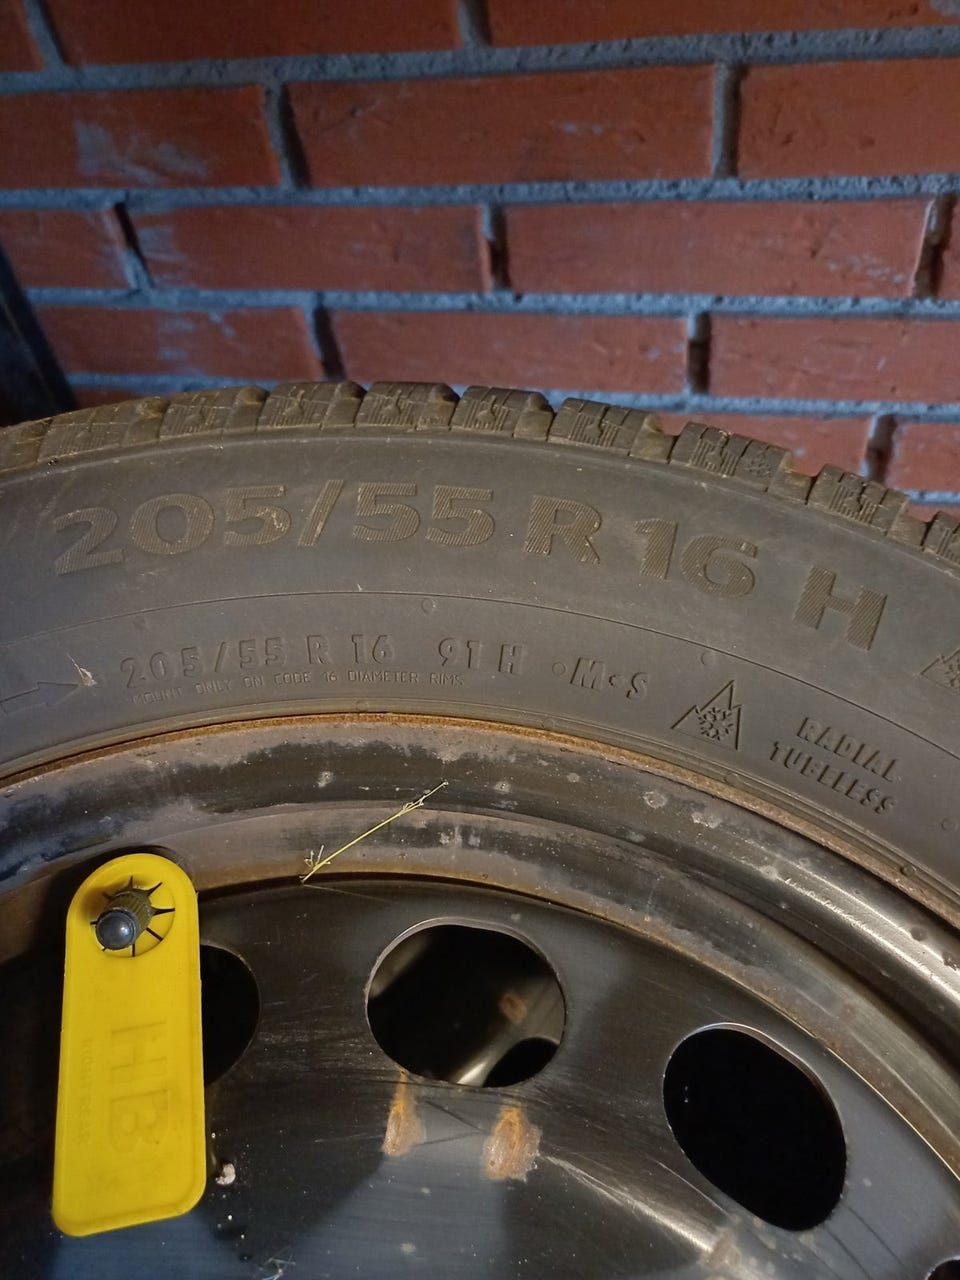 205/55 R 16 H
205/55 R 16 91 H •M•S
MOUNT ONLY ON CODE 16 DIAMETER RIMS
RADIAL
TUBELESS
HB